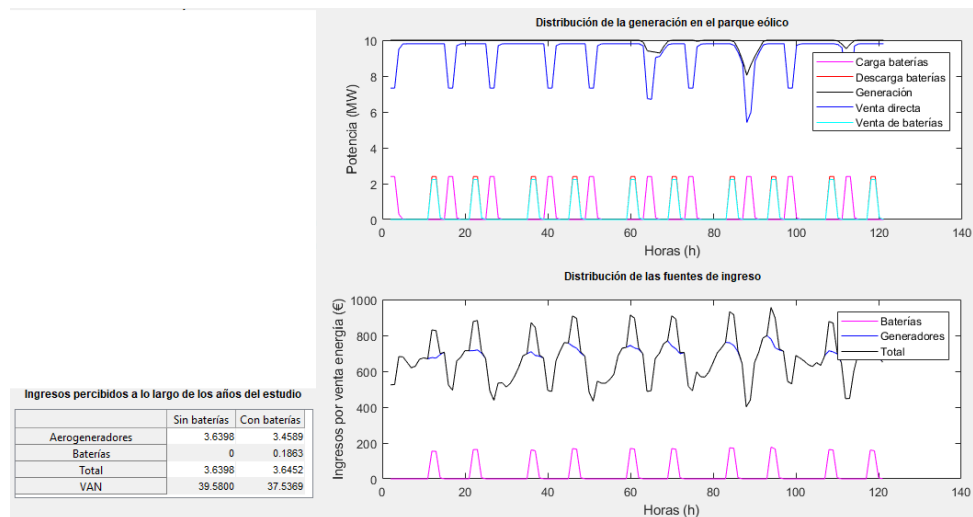 Distribución de la generación en el parque eólico
Potencia (MW)
10
8
6
4
2
0
Carga baterías
Descarga baterías
Generación
Venta directa
Venta de baterías
0 20 40 60 80 100 120 140
Horas (h)
Distribución de las fuentes de ingreso
Ingresos por venta energía (€)
1000
800
600
400
200
0
Baterías
Generadores
Total
0 20 40 60 80 100 120 140
Horas (h)
Ingresos percibidos a lo largo de los años del estudio
Sin baterías Con baterías
Aerogeneradores 3.6398 3.4589
Baterías 0 0.1863
Total 3.6398 3.6452
VAN 39.5800 37.5369